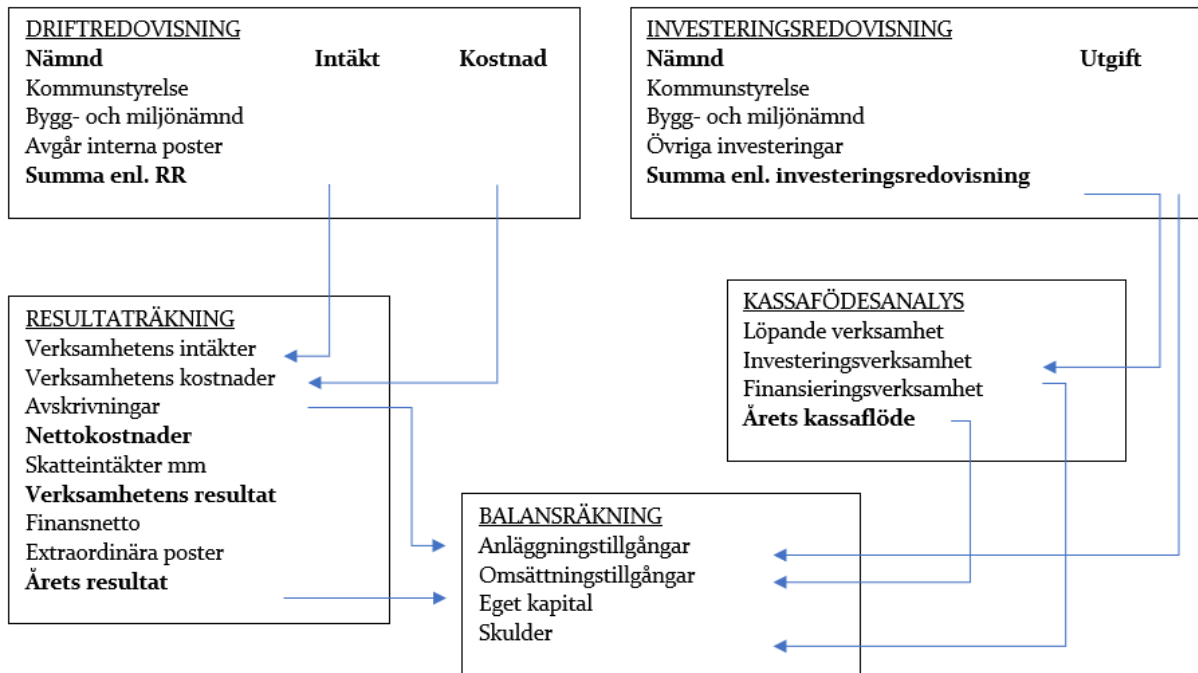 DRIFTREDOVISNING
Nämnd Intäkt Kostnad
Kommunstyrelse
Bygg- och miljönämnd
Avgår interna poster
Summa enl. RR
INVESTERINGSREDOVISNING
Nämnd Utgift
Kommunstyrelse
Bygg- och miljönämnd
Övriga investeringar
Summa enl. investeringsredovisning
RESULTATRÄKNING
Verksamhetens intäkter
Verksamhetens kostnader
Avskrivningar
Nettokostnader
Skatteintäkter mm
Verksamhetens resultat
Finansnetto
Extraordinära poster
Årets resultat
KASSAFÖDESANALYS
Löpande verksamhet
Investeringsverksamhet
Finansieringsverksamhet
Årets kassaflöde
BALANSRÄKNING
Anläggningstillgångar
Omsättningstillgångar
Eget kapital
Skulder